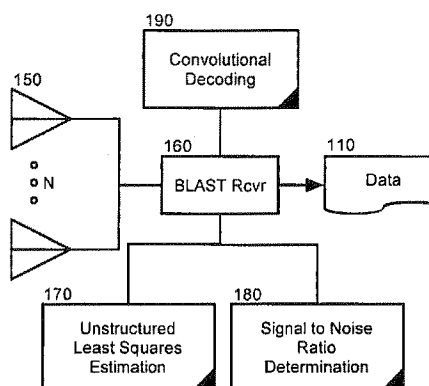 190
Convolutional
Decoding
150
N
160
BLAST Rcvr
110
Data
170
Unstructured
Least Squares
Estimation
180
Signal to Noise
Ratio
Determination